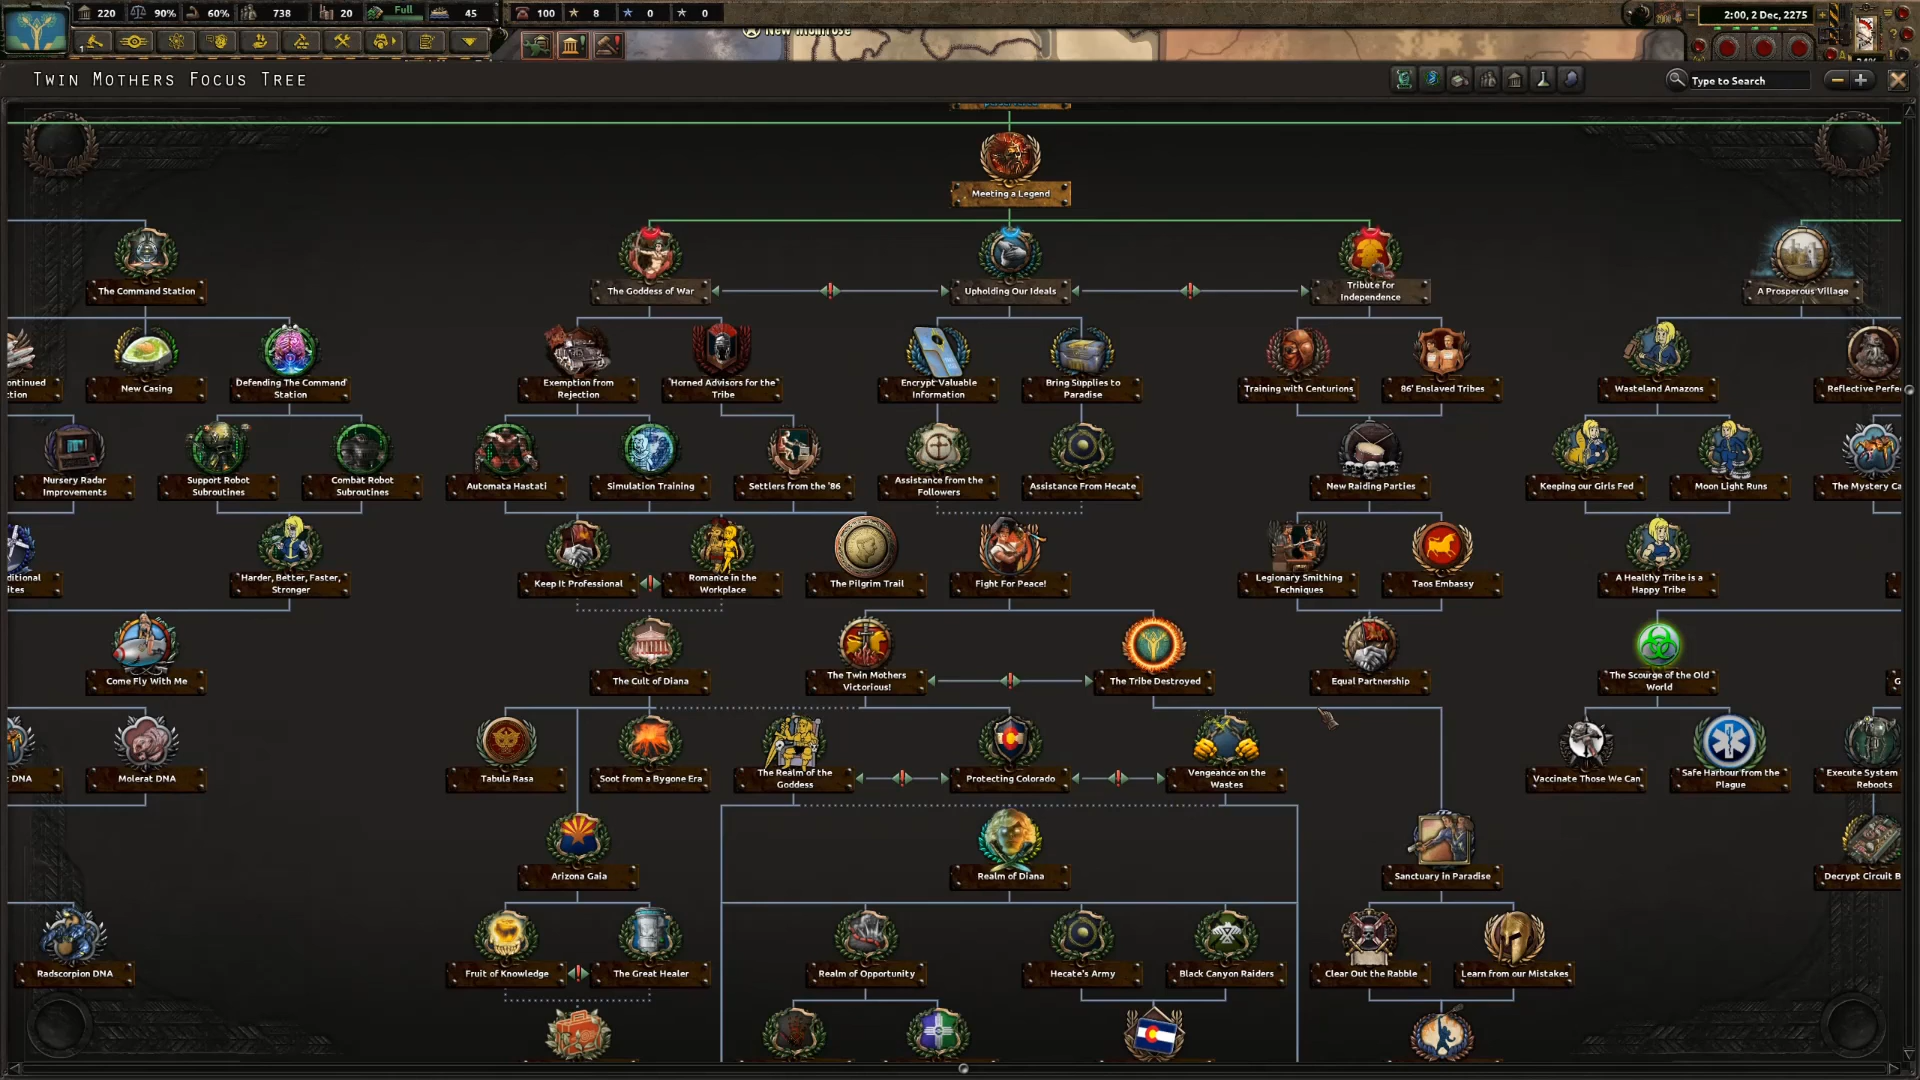 220 90% 60% 738 20 Full 45 100 8 0 0
New Montrose
2:00, 2 Dec, 2275
TWIN MOTHERS FOCUS TREE
Type to Search
Meeting a Legend
The Command Station
The Goddess of War
Upholding Our Ideals
Tribute for
Independence
A Prosperous Village
New Casing
Defending The Command
Station
Exemption from
Rejection
Horned Advisors for the
Tribe
Encrypt Valuable
Information
Bring Supplies to
Paradise
Training with Centurions
86' Enslaved Tribes
Wasteland Amazons
Reflective Perfe
Nursery Radar
Improvements
Support Robot
Subroutines
Combat Robot
Subroutines
Automata Hastati
Simulation Training
Settlers from the '86
Assistance from the
Followers
Assistance From Hecate
New Raiding Parties
Keeping our Girls Fed
Moon Light Runs
The Mystery Ca
Harder, Better, Faster,
Stronger
Keep It Professional
Romance in the
Workplace
The Pilgrim Trail
Fight For Peace!
Legionary Smithing
Techniques
Taos Embassy
A Healthy Tribe is a
Happy Tribe
Come Fly With Me
The Cult of Diana
The Twin Mothers
Victorious!
The Tribe Destroyed
Equal Partnership
The Scourge of the Old
World
DNA
Molerat DNA
Tabula Rasa
Soot from a Bygone Era
The Realm of the
Goddess
Protecting Colorado
Vengeance on the
Wastes
Vaccinate Those We Can
Safe Harbour from the
Plague
Execute System
Reboots
Arizona Gaia
Realm of Diana
Sanctuary in Paradise
Decrypt Circuit B
Radscorpion DNA
Fruit of Knowledge
The Great Healer
Realm of Opportunity
Hecate's Army
Black Canyon Raiders
Clear Out the Rabble
Learn from our Mistakes